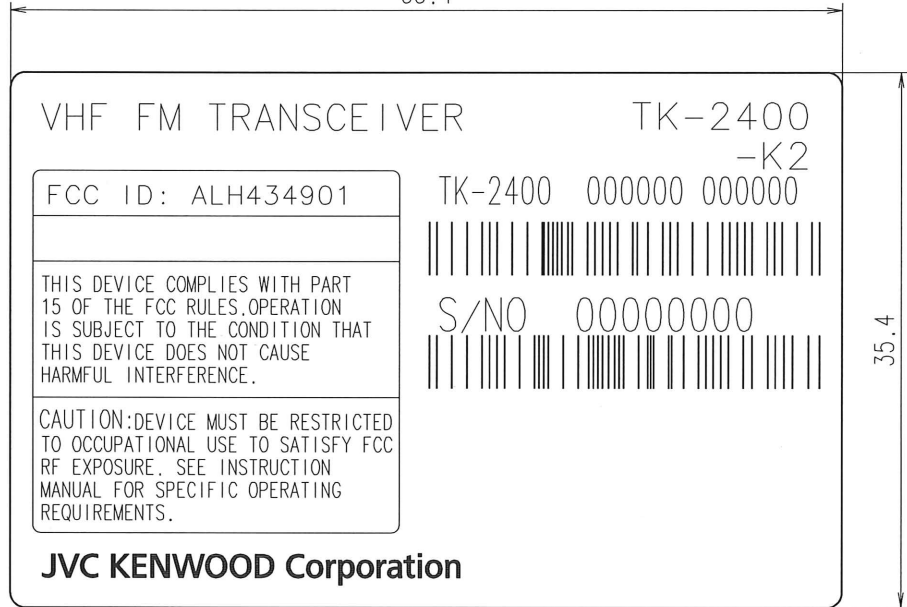 VHF FM TRANSCEIVER
TK-2400
-K2
FCC ID: ALH434901
TK-2400 000000 000000
THIS DEVICE COMPLIES WITH PART
15 OF THE FCC RULES.OPERATION
IS SUBJECT TO THE CONDITION THAT
THIS DEVICE DOES NOT CAUSE
HARMFUL INTERFERENCE.
S/NO 00000000
CAUTION:DEVICE MUST BE RESTRICTED
TO OCCUPATIONAL USE TO SATISFY FCC
RF EXPOSURE. SEE INSTRUCTION
MANUAL FOR SPECIFIC OPERATING
REQUIREMENTS.
JVC KENWOOD Corporation
35.4